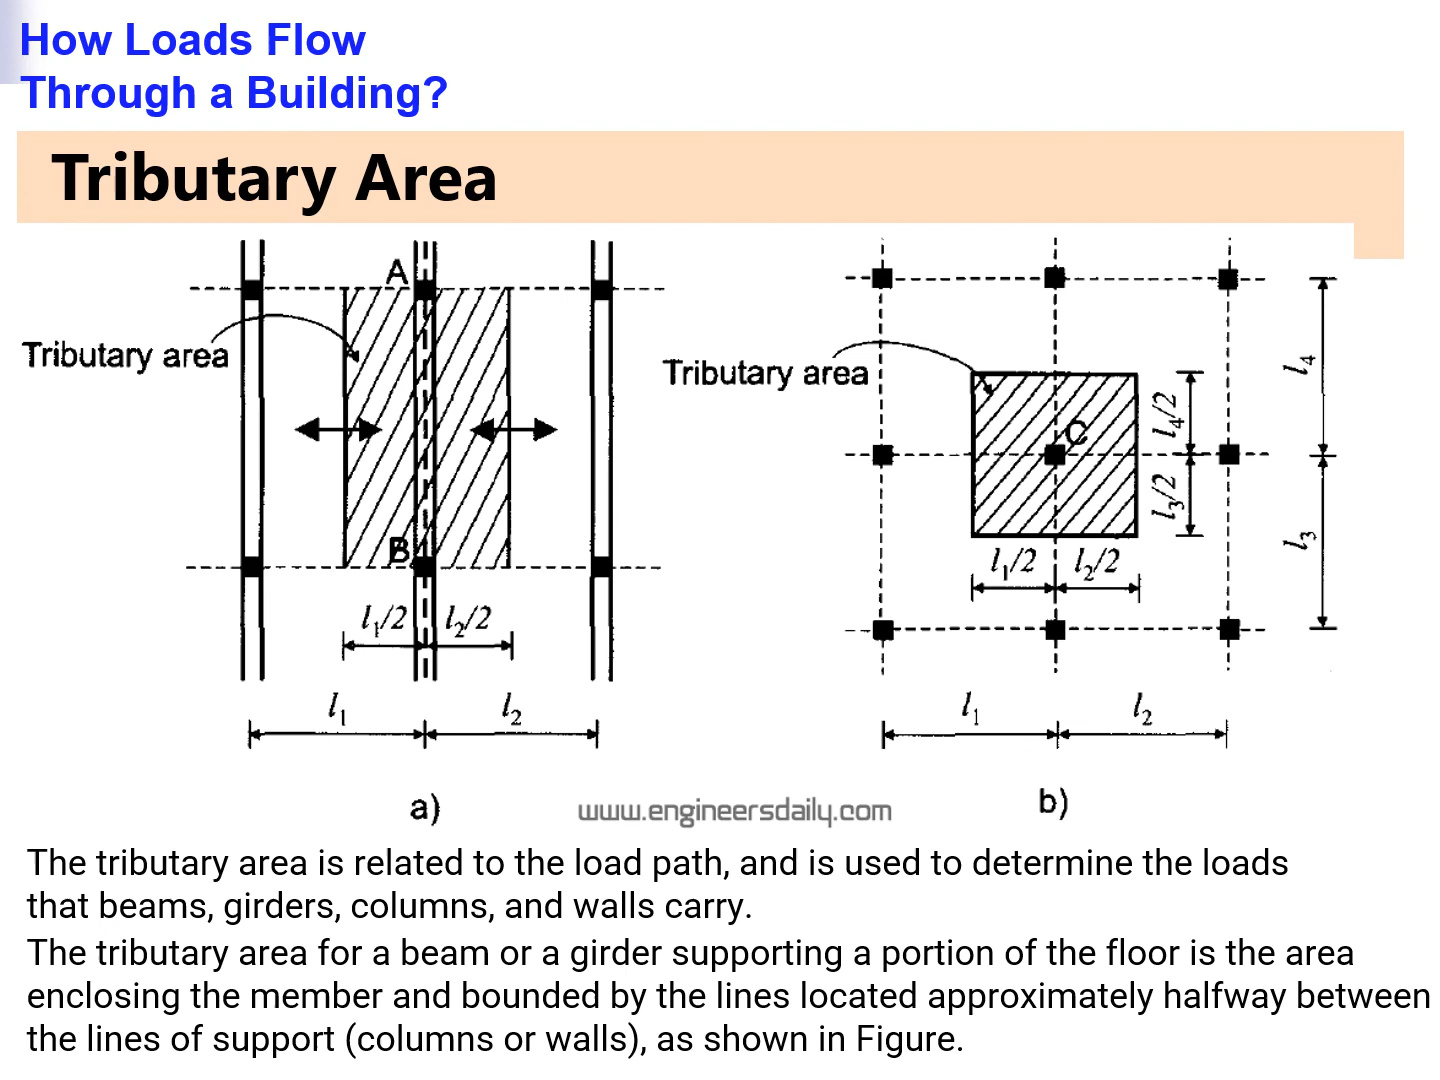 How Loads Flow
Through a Building?
Tributary Area
A
Tributary area
B
l₁/2 l₂/2
l₁ l₂
a)
Tributary area
C
l₄/2
l₃/2
l₄
l₃
l₁/2 l₂/2
l₁ l₂
b)
www.engineersdaily.com
The tributary area is related to the load path, and is used to determine the loads
that beams, girders, columns, and walls carry.
The tributary area for a beam or a girder supporting a portion of the floor is the area
enclosing the member and bounded by the lines located approximately halfway between
the lines of support (columns or walls), as shown in Figure.